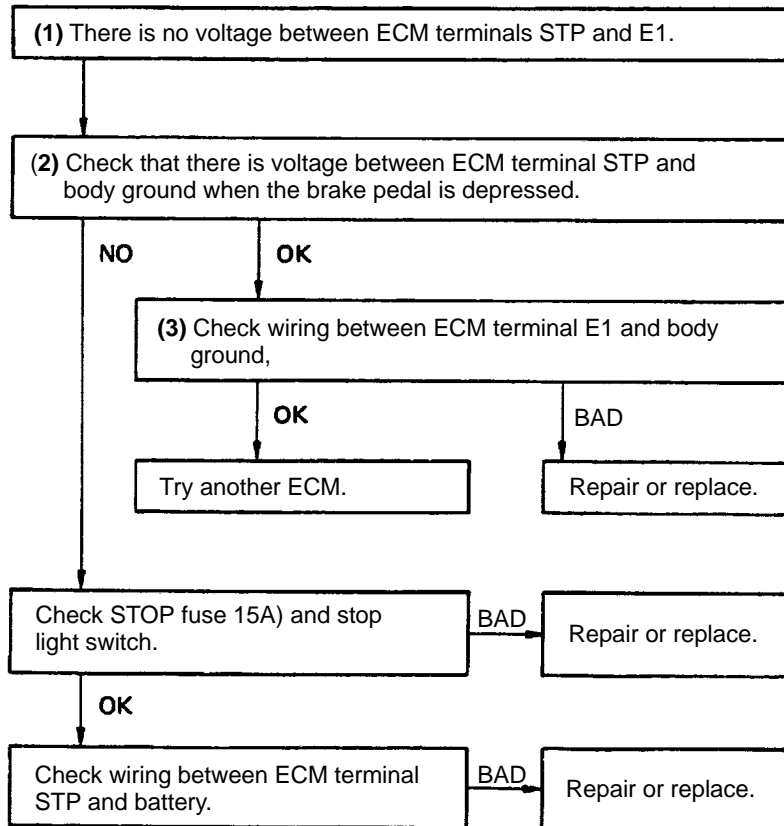 (1) There is no voltage between ECM terminals STP and E1.
(2) Check that there is voltage between ECM terminal STP and
body ground when the brake pedal is depressed.
NO
OK
(3) Check wiring between ECM terminal E1 and body
ground,
OK
BAD
Try another ECM.
Repair or replace.
Check STOP fuse 15A) and stop
light switch.
BAD
Repair or replace.
OK
Check wiring between ECM terminal
STP and battery.
BAD
Repair or replace.